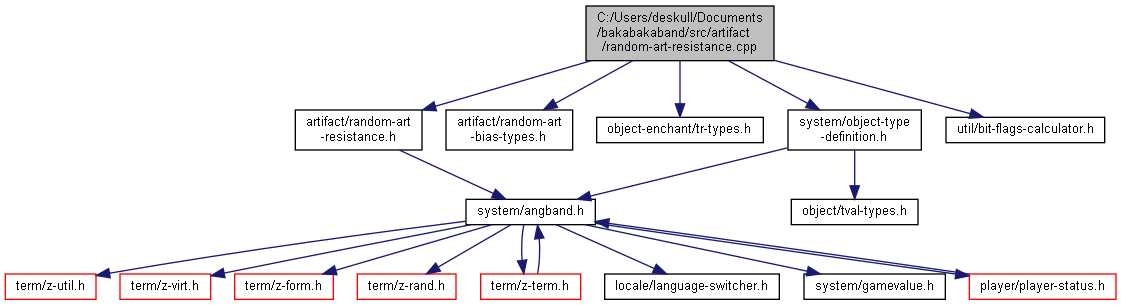 C:/Users/deskull/Documents
/bakabakaband/src/artifact
/random-art-resistance.cpp
artifact/random-art
-resistance.h
artifact/random-art
-bias-types.h
object-enchant/tr-types.h
system/object-type
-definition.h
util/bit-flags-calculator.h
system/angband.h
object/tval-types.h
term/z-util.h
term/z-virt.h
term/z-form.h
term/z-rand.h
term/z-term.h
locale/language-switcher.h
system/gamevalue.h
player/player-status.h